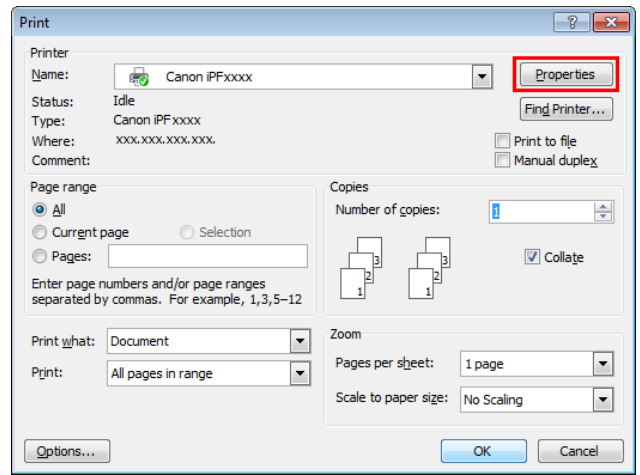 Print
Printer
Name: Canon iPFxxxx Properties
Status: Idle
Find Printer...
Type: Canon iPFxxxx
Where: xxx.xxx.xxx.xxx. Print to file
Comment: Manual duplex
Page range
All
Current page Selection
Pages:
Enter page numbers and/or page ranges
separated by commas. For example, 1,3,5–12
Copies
Number of copies: 1
3 3
2 2
1 1
Collate
Print what: Document
Print: All pages in range
Zoom
Pages per sheet: 1 page
Scale to paper size: No Scaling
Options... OK Cancel